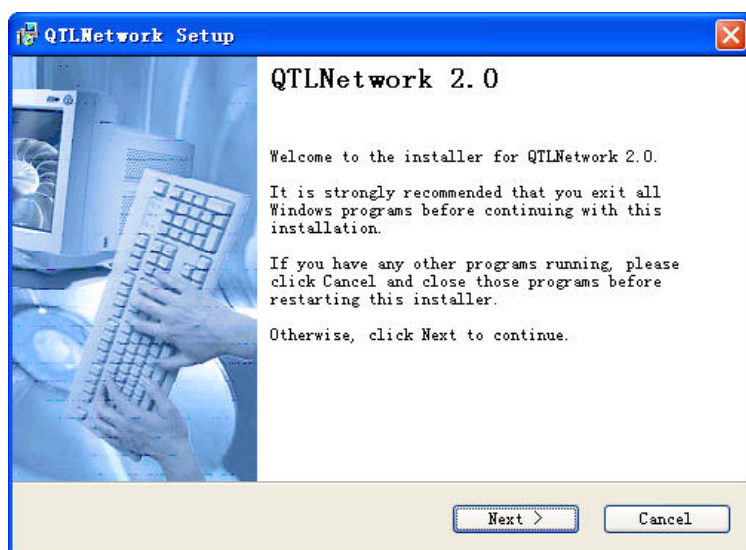 QTLNetwork Setup
QTLNetwork 2.0
Welcome to the installer for QTLNetwork 2.0.
It is strongly recommended that you exit all
Windows programs before continuing with this
installation.
If you have any other programs running, please
click Cancel and close those programs before
restarting this installer.
Otherwise, click Next to continue.
Next >
Cancel